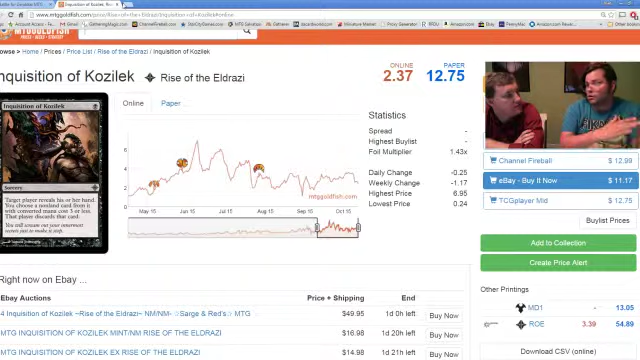 Inquisition of Kozilek
www.mtggoldfish.com/price/Rise+of+the+Eldrazi/Inquisition+of+Kozilek#online
MTGGOLDFISH
Home / Prices / Price List / Rise of the Eldrazi / Inquisition of Kozilek
nquisition of Kozilek Rise of the Eldrazi
ONLINE PAPER
2.37 12.75
Online Paper
Inquisition of Kozilek
Sorcery
Target player reveals his or her hand.
You choose a nonland card from it
with converted mana cost 3 or less.
That player discards that card.
6
4
2
0
May 15 Jun 15 Jul 15 Aug 15 Sep 15 Oct 15
mtggoldfish.com
Statistics
Spread -
Highest Buylist -
Foil Multiplier 1.43x
Daily Change -0.25
Weekly Change -1.17
Highest Price 6.95
Lowest Price 0.24
Channel Fireball $ 12.99
eBay - Buy It Now $ 11.17
TCGplayer Mid $ 12.75
Buylist Prices
Add to Collection
Create Price Alert
Other Printings
MD1 - 13.05
ROE 3.39 54.89
Download CSV (online)
Right now on Ebay ...
Ebay Auctions Price + Shipping End
4 Inquisition of Kozilek ~Rise of the Eldrazi~ NM/NM- ☆Sarge & Red's☆ MTG $49.95 1d 0h left Buy Now
MTG INQUISITION OF KOZILEK MINT/NM RISE OF THE ELDRAZI $16.98 1d 20h left Buy Now
MTG INQUISITION OF KOZILEK EX RISE OF THE ELDRAZI $14.98 1d 21h left Buy Now